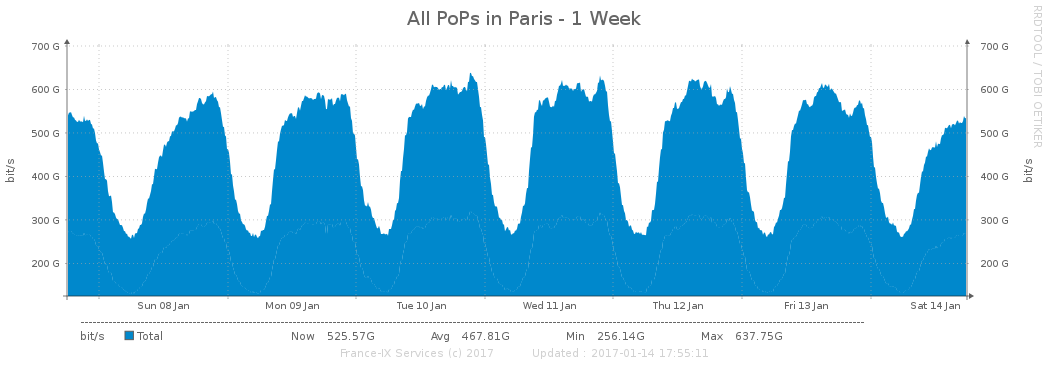 All PoPs in Paris - 1 Week
RRDTOOL / TOBI OETIKER
700 G 700 G
600 G 600 G
500 G 500 G
400 G 400 G
300 G 300 G
200 G 200 G
bit/s bit/s
Sun 08 Jan Mon 09 Jan Tue 10 Jan Wed 11 Jan Thu 12 Jan Fri 13 Jan Sat 14 Jan
bit/s Total Now 525.57G Avg 467.81G Min 256.14G Max 637.75G
France-IX Services (c) 2017 Updated : 2017-01-14 17:55:11